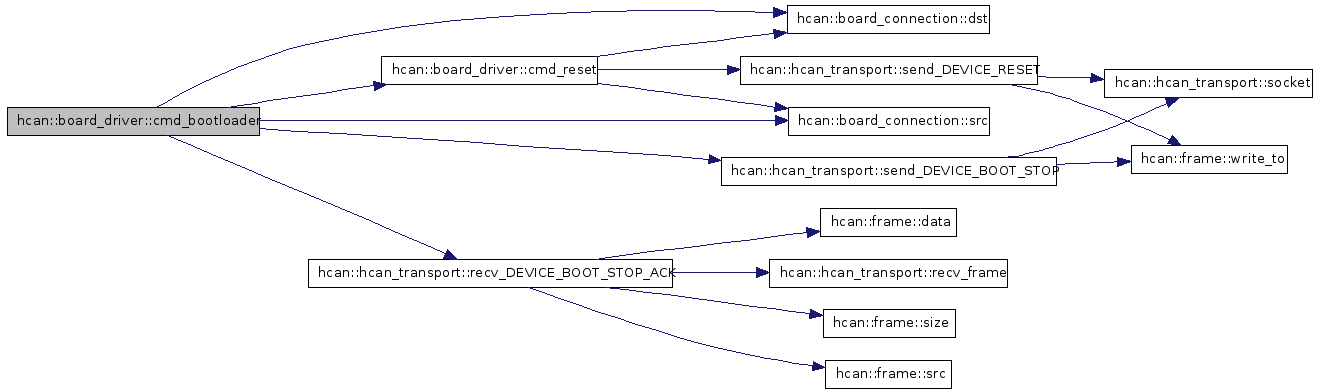 hcan::board_driver::cmd_bootloader
hcan::board_driver::cmd_reset
hcan::board_connection::dst
hcan::hcan_transport::send_DEVICE_RESET
hcan::hcan_transport::socket
hcan::board_connection::src
hcan::frame::write_to
hcan::hcan_transport::send_DEVICE_BOOT_STOP
hcan::hcan_transport::recv_DEVICE_BOOT_STOP_ACK
hcan::frame::data
hcan::hcan_transport::recv_frame
hcan::frame::size
hcan::frame::src